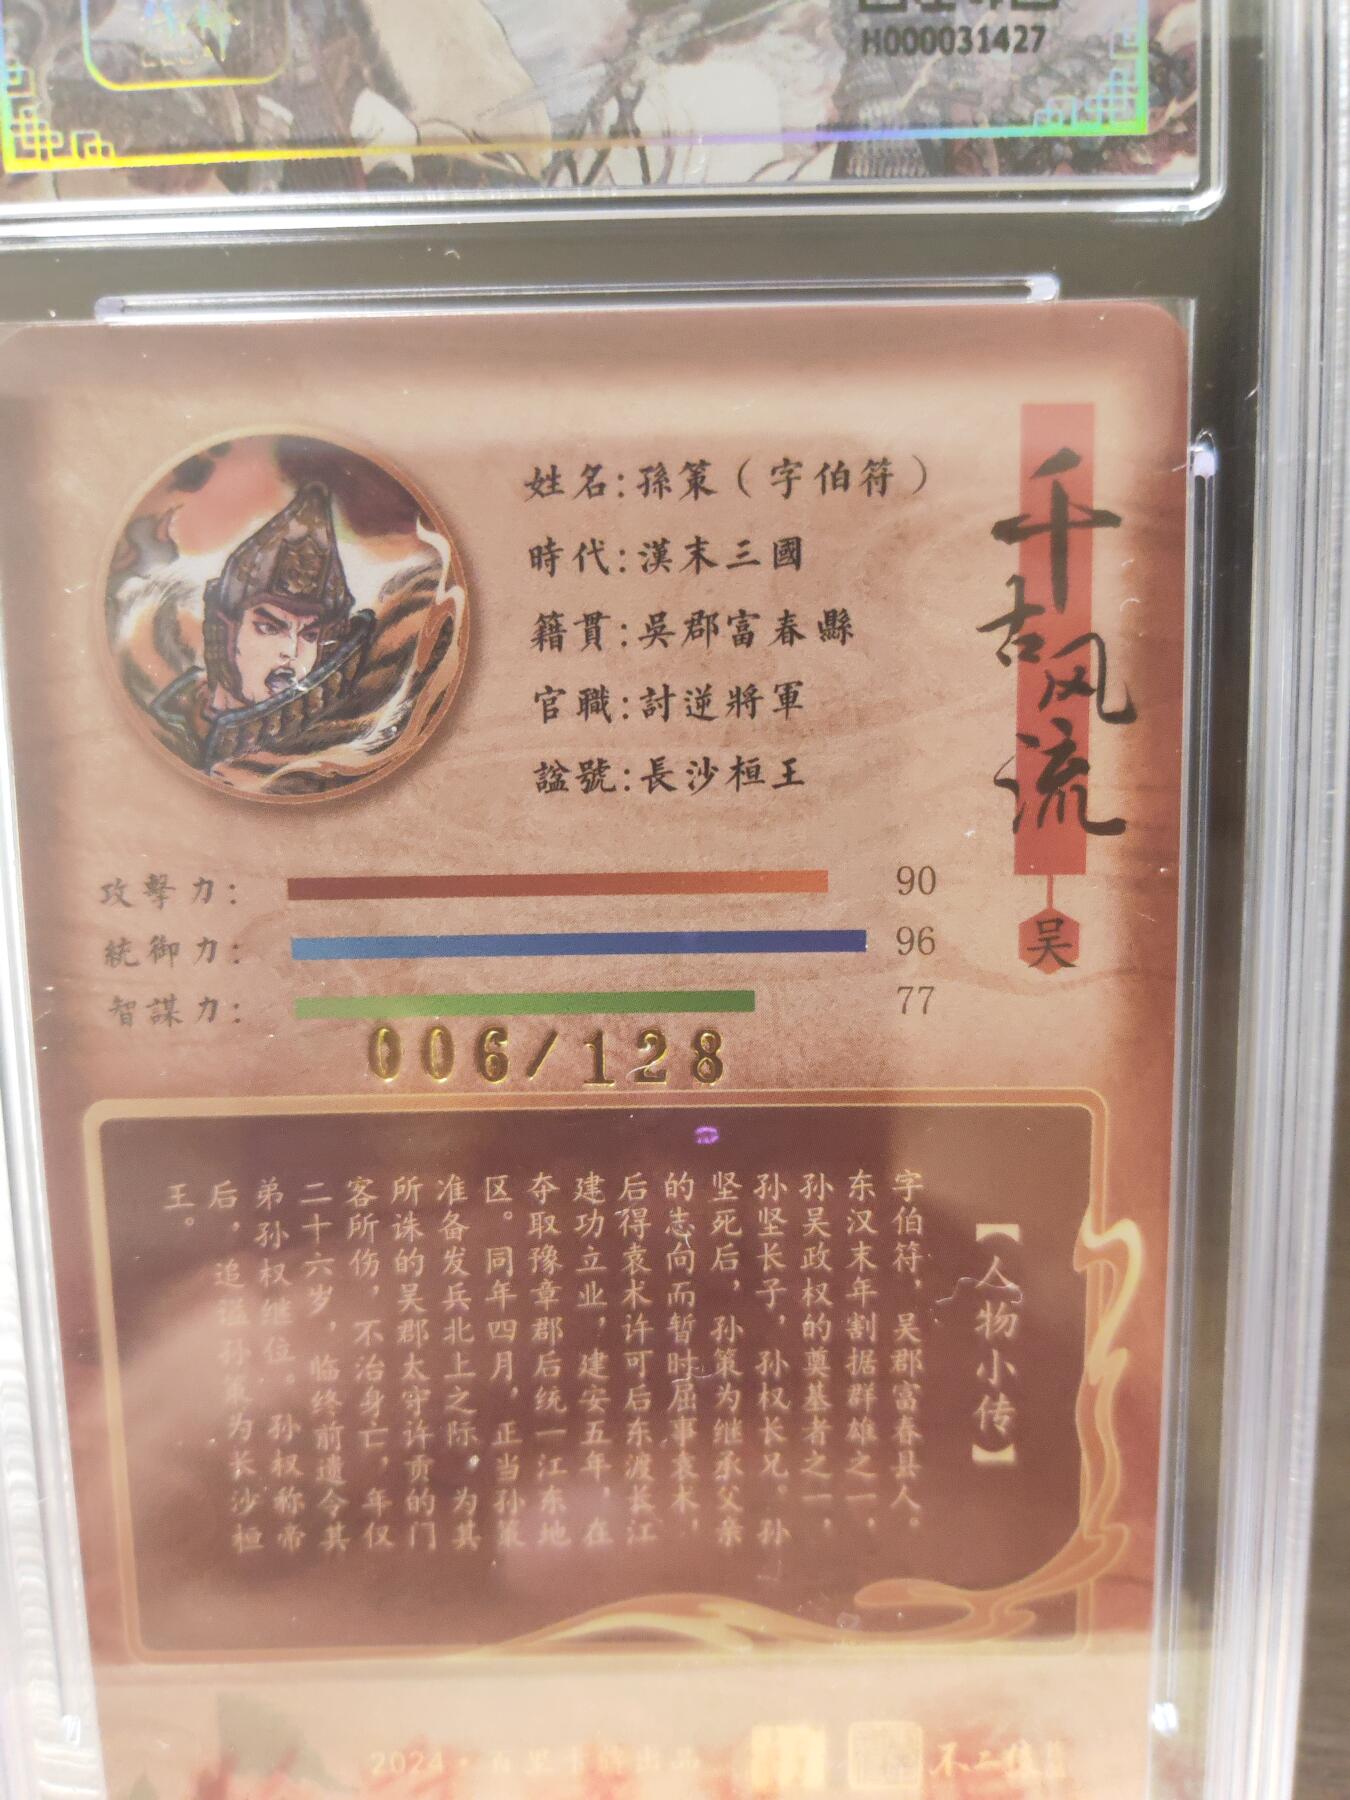 H000031427
姓名:孫策（字伯符）
時代:漢末三國
籍貫:吳郡富春縣
官職:討逆將軍
諡號:長沙桓王
千古风流
吴
攻擊力: 90
統御力: 96
智謀力: 77
006/128
【人物小传】
字伯符，吴郡富春县人。
东汉末年割据群雄之一，
孙吴政权的奠基者之一，
孙坚长子，孙权长兄。孙
坚死后，孙策为继承父亲
的志向而暂时屈事袁术，
后得袁术许可后东渡长江
建功立业，建安五年，在
夺取豫章郡后统一江东地
区。同年四月，正当孙策
准备发兵北上之际，为其
所诛的吴郡太守许贡的门
客所伤，不治身亡，年仅
二十六岁，临终前遗令其
弟孙权继位。孙权称帝
后，追谥孙策为长沙桓
王。
2024·百里卡牌出品